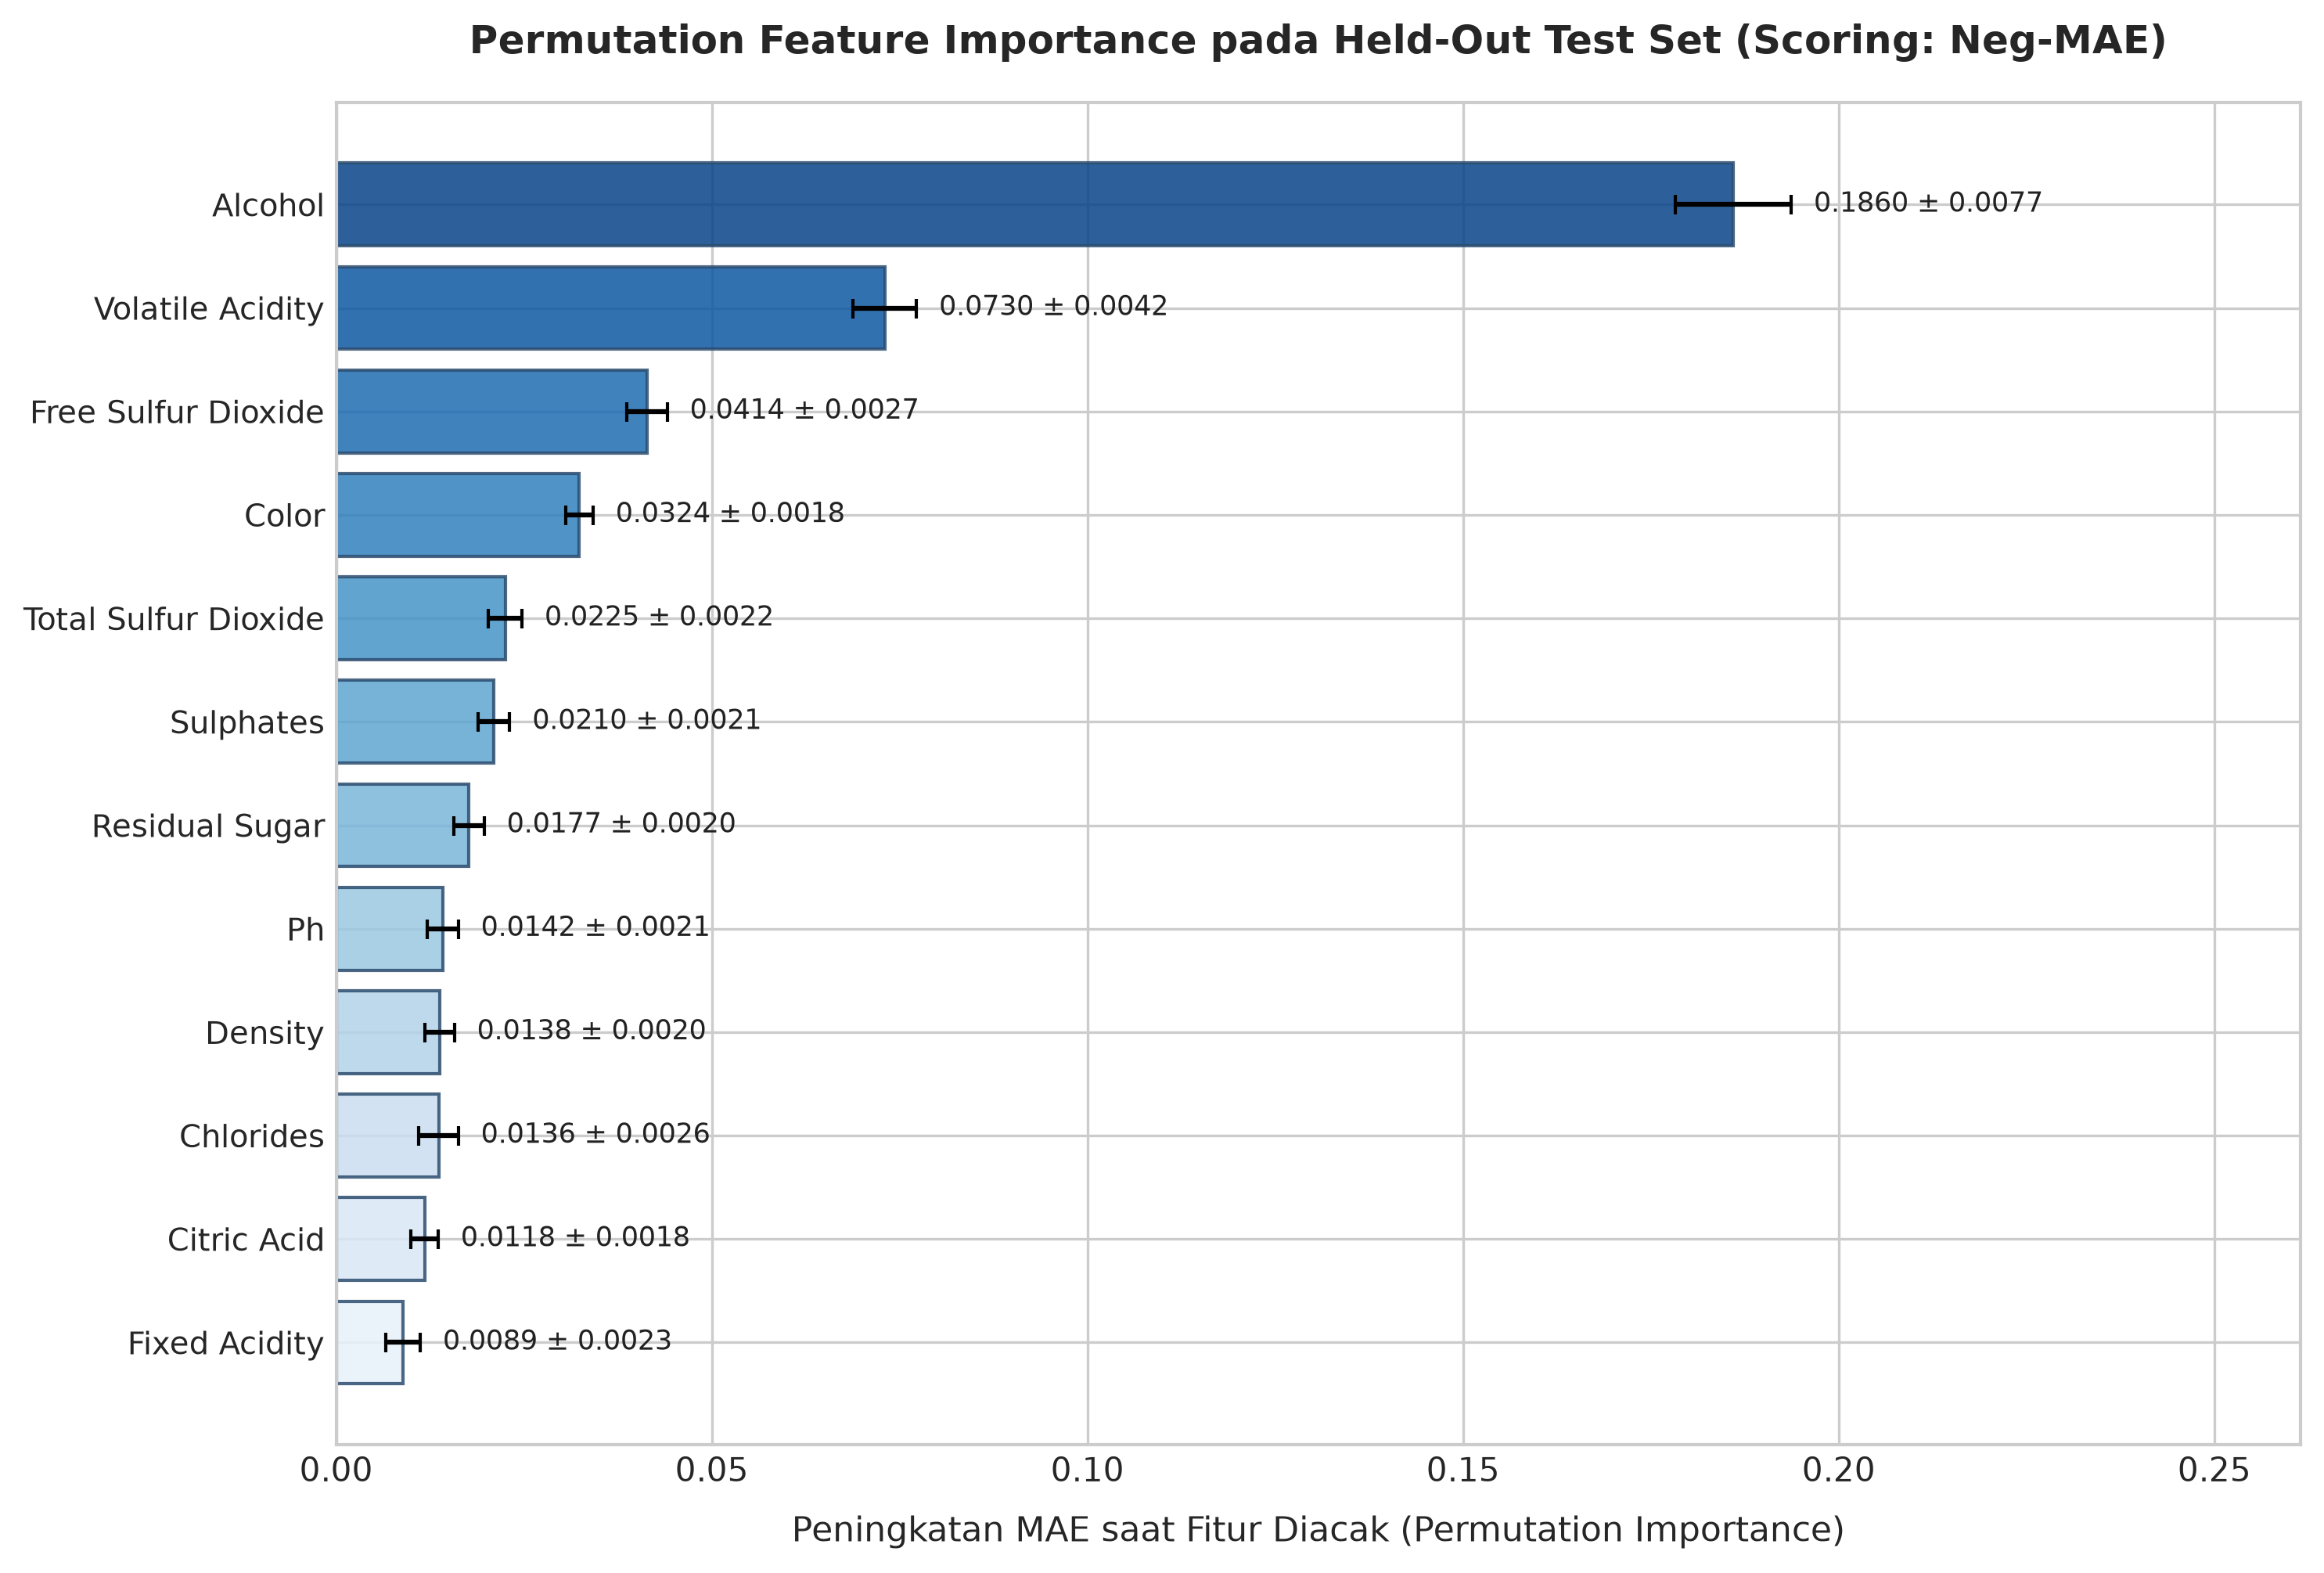 Permutation Feature Importance pada Held-Out Test Set (Scoring: Neg-MAE)
Alcohol 0.1860 ± 0.0077
Volatile Acidity 0.0730 ± 0.0042
Free Sulfur Dioxide 0.0414 ± 0.0027
Color 0.0324 ± 0.0018
Total Sulfur Dioxide 0.0225 ± 0.0022
Sulphates 0.0210 ± 0.0021
Residual Sugar 0.0177 ± 0.0020
Ph 0.0142 ± 0.0021
Density 0.0138 ± 0.0020
Chlorides 0.0136 ± 0.0026
Citric Acid 0.0118 ± 0.0018
Fixed Acidity 0.0089 ± 0.0023
0.00 0.05 0.10 0.15 0.20 0.25
Peningkatan MAE saat Fitur Diacak (Permutation Importance)